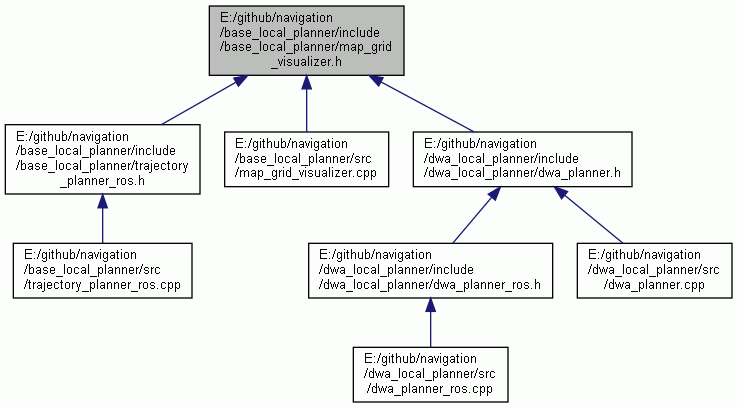 E:/github/navigation
/base_local_planner/include
/base_local_planner/map_grid
_visualizer.h
E:/github/navigation
/base_local_planner/include
/base_local_planner/trajectory
_planner_ros.h
E:/github/navigation
/base_local_planner/src
/map_grid_visualizer.cpp
E:/github/navigation
/dwa_local_planner/include
/dwa_local_planner/dwa_planner.h
E:/github/navigation
/base_local_planner/src
/trajectory_planner_ros.cpp
E:/github/navigation
/dwa_local_planner/include
/dwa_local_planner/dwa_planner_ros.h
E:/github/navigation
/dwa_local_planner/src
/dwa_planner.cpp
E:/github/navigation
/dwa_local_planner/src
/dwa_planner_ros.cpp